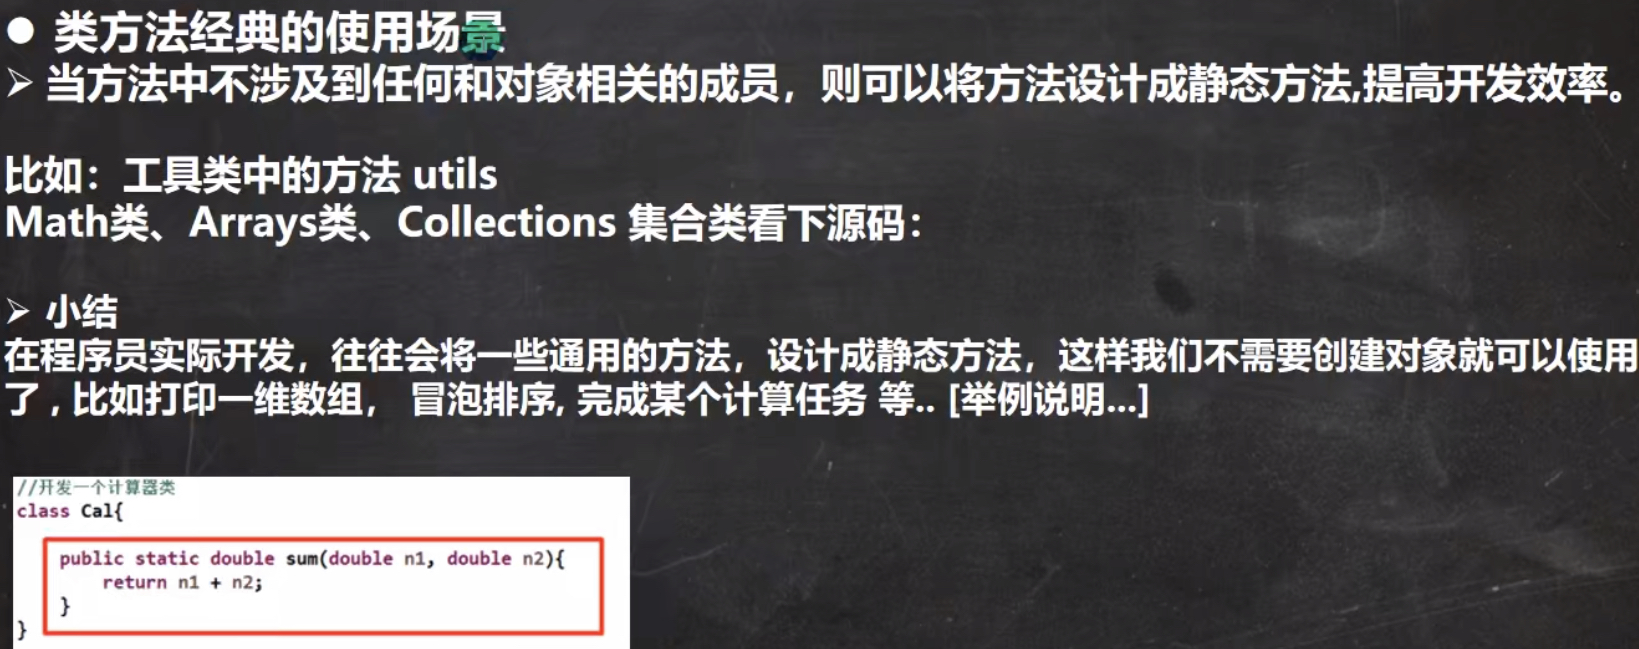 ● 类方法经典的使用场景
➢ 当方法中不涉及到任何和对象相关的成员，则可以将方法设计成静态方法,提高开发效率。
比如：工具类中的方法 utils
Math类、Arrays类、Collections 集合类看下源码：
➢ 小结
在程序员实际开发，往往会将一些通用的方法，设计成静态方法，这样我们不需要创建对象就可以使用
了 , 比如打印一维数组， 冒泡排序, 完成某个计算任务 等.. [举例说明...]
//开发一个计算器类
class Cal{
public static double sum(double n1, double n2){
return n1 + n2;
}
}